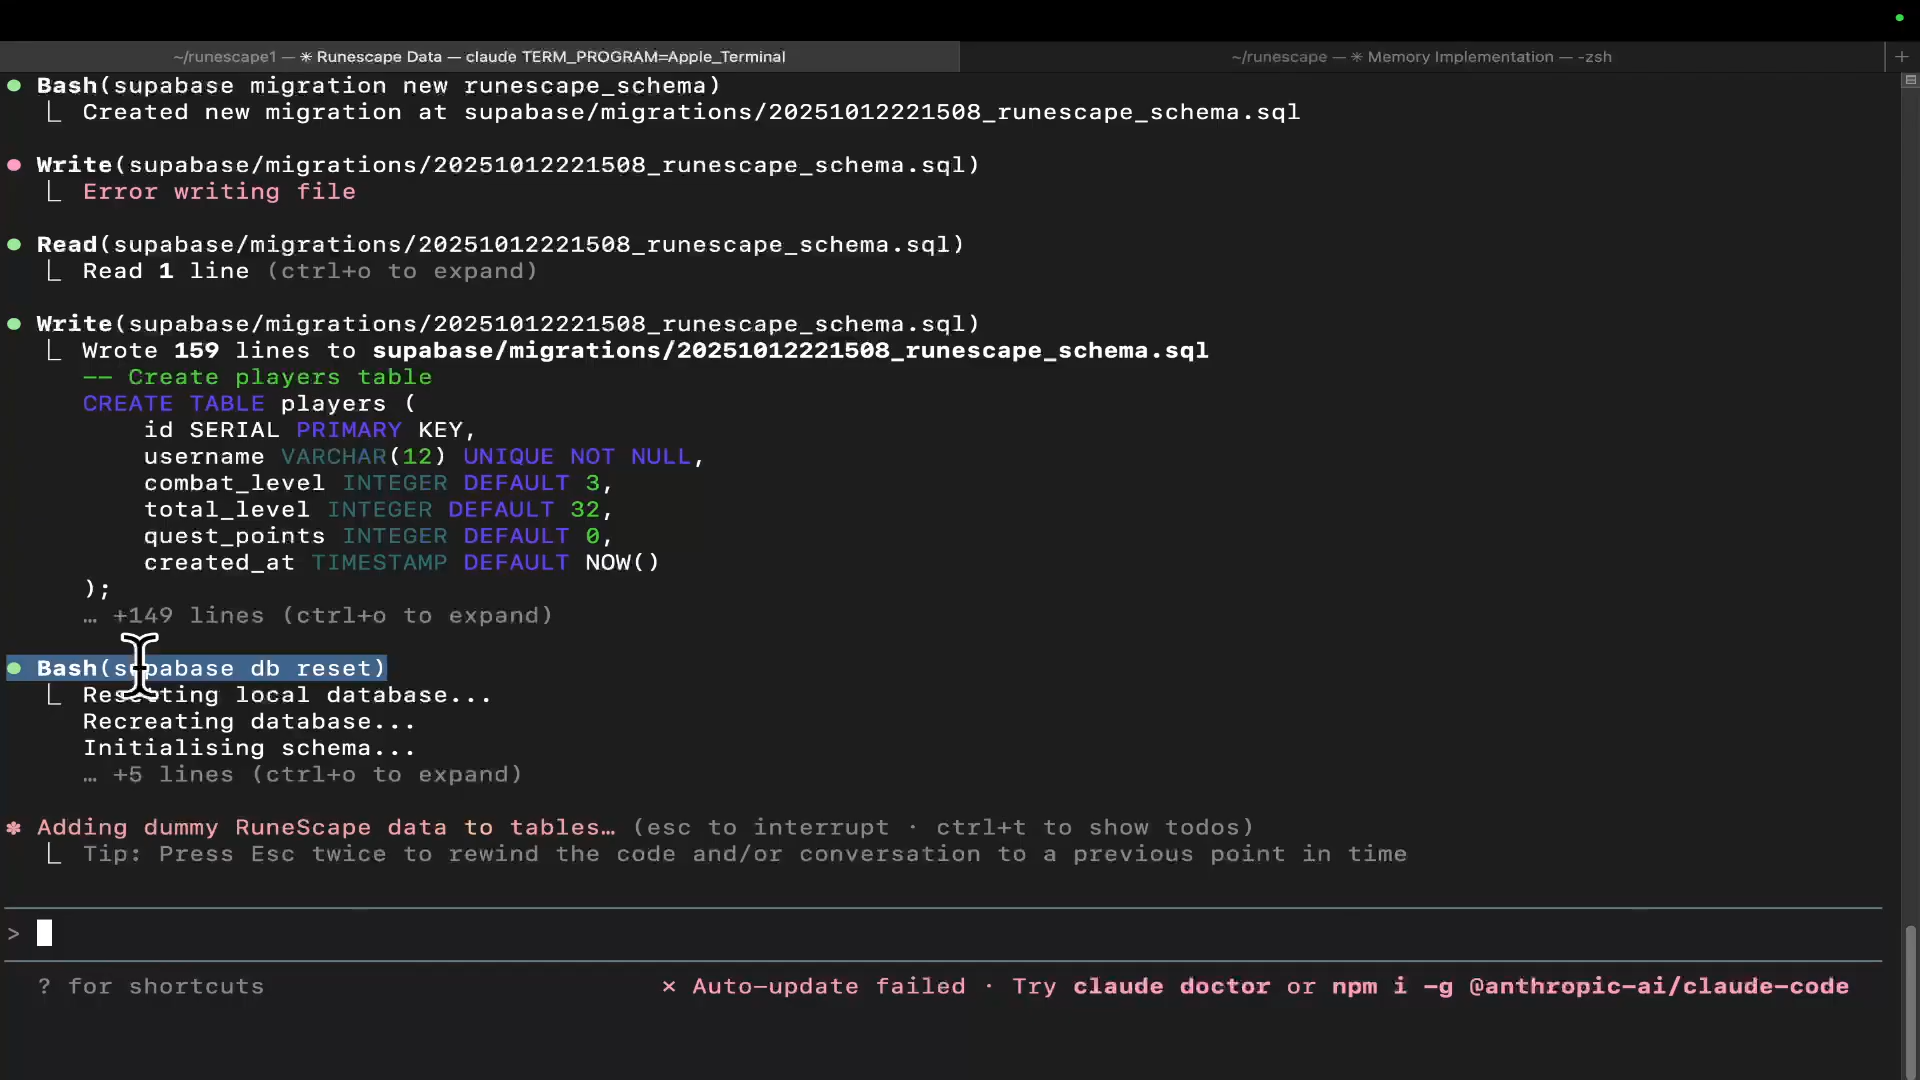 ~/runescape1 — ✳ Runescape Data — claude TERM_PROGRAM=Apple_Terminal
~/runescape — ✳ Memory Implementation — -zsh
Bash(supabase migration new runescape_schema)
Created new migration at supabase/migrations/20251012221508_runescape_schema.sql
Write(supabase/migrations/20251012221508_runescape_schema.sql)
Error writing file
Read(supabase/migrations/20251012221508_runescape_schema.sql)
Read 1 line (ctrl+o to expand)
Write(supabase/migrations/20251012221508_runescape_schema.sql)
Wrote 159 lines to supabase/migrations/20251012221508_runescape_schema.sql
-- Create players table
CREATE TABLE players (
id SERIAL PRIMARY KEY,
username VARCHAR(12) UNIQUE NOT NULL,
combat_level INTEGER DEFAULT 3,
total_level INTEGER DEFAULT 32,
quest_points INTEGER DEFAULT 0,
created_at TIMESTAMP DEFAULT NOW()
);
… +149 lines (ctrl+o to expand)
Bash(supabase db reset)
Resetting local database...
Recreating database...
Initialising schema...
… +5 lines (ctrl+o to expand)
✽ Adding dummy RuneScape data to tables… (esc to interrupt · ctrl+t to show todos)
Tip: Press Esc twice to rewind the code and/or conversation to a previous point in time
>
? for shortcuts
✗ Auto-update failed · Try claude doctor or npm i -g @anthropic-ai/claude-code